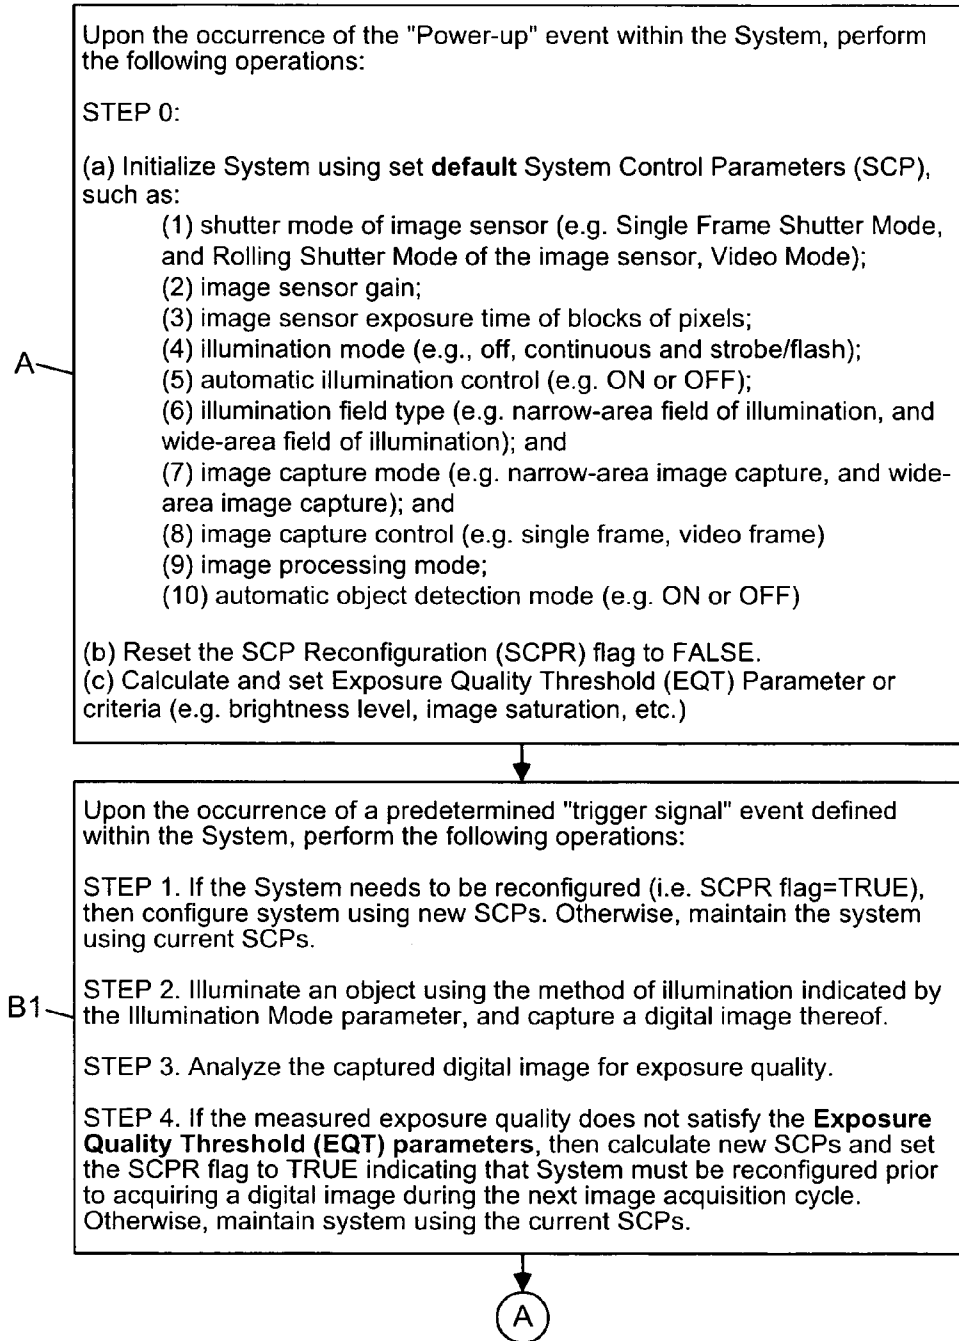 Upon the occurrence of the "Power-up" event within the System, perform
the following operations:
STEP 0:
(a) Initialize System using set default System Control Parameters (SCP),
such as:
(1) shutter mode of image sensor (e.g. Single Frame Shutter Mode,
and Rolling Shutter Mode of the image sensor, Video Mode);
(2) image sensor gain;
(3) image sensor exposure time of blocks of pixels;
(4) illumination mode (e.g., off, continuous and strobe/flash);
A
(5) automatic illumination control (e.g. ON or OFF);
(6) illumination field type (e.g. narrow-area field of illumination, and
wide-area field of illumination); and
(7) image capture mode (e.g. narrow-area image capture, and wide-
area image capture); and
(8) image capture control (e.g. single frame, video frame)
(9) image processing mode;
(10) automatic object detection mode (e.g. ON or OFF)
(b) Reset the SCP Reconfiguration (SCPR) flag to FALSE.
(c) Calculate and set Exposure Quality Threshold (EQT) Parameter or
criteria (e.g. brightness level, image saturation, etc.)
Upon the occurrence of a predetermined "trigger signal" event defined
within the System, perform the following operations:
STEP 1. If the System needs to be reconfigured (i.e. SCPR flag=TRUE),
then configure system using new SCPs. Otherwise, maintain the system
using current SCPs.
STEP 2. Illuminate an object using the method of illumination indicated by
B1
the Illumination Mode parameter, and capture a digital image thereof.
STEP 3. Analyze the captured digital image for exposure quality.
STEP 4. If the measured exposure quality does not satisfy the Exposure
Quality Threshold (EQT) parameters, then calculate new SCPs and set
the SCPR flag to TRUE indicating that System must be reconfigured prior
to acquiring a digital image during the next image acquisition cycle.
Otherwise, maintain system using the current SCPs.
A